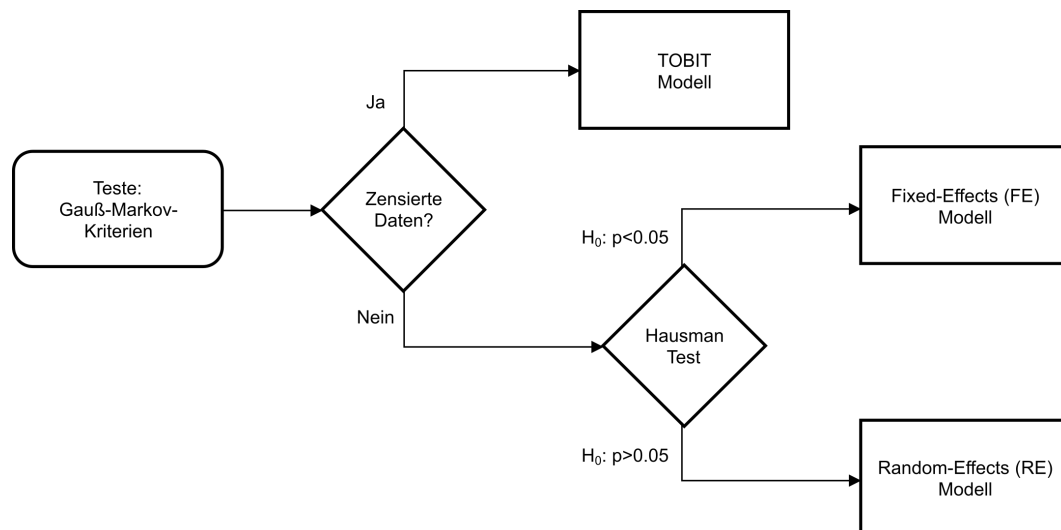 Teste:
Gauß-Markov-
Kriterien
Zensierte
Daten?
Ja
TOBIT
Modell
Nein
Hausman
Test
H₀: p<0.05
Fixed-Effects (FE)
Modell
H₀: p>0.05
Random-Effects (RE)
Modell